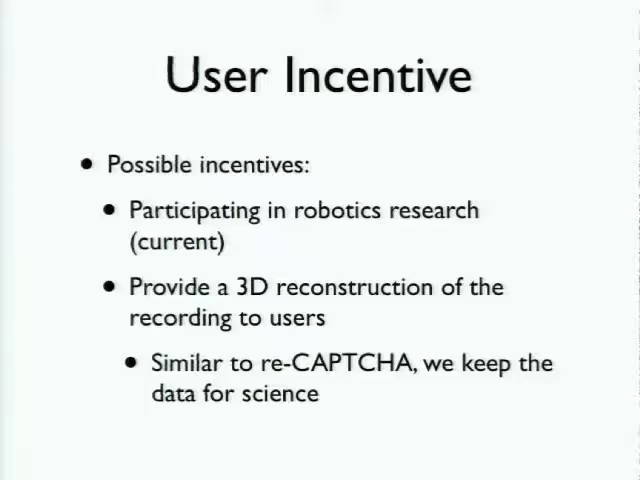 User Incentive
• Possible incentives:
• Participating in robotics research
(current)
• Provide a 3D reconstruction of the
recording to users
• Similar to re-CAPTCHA, we keep the
data for science